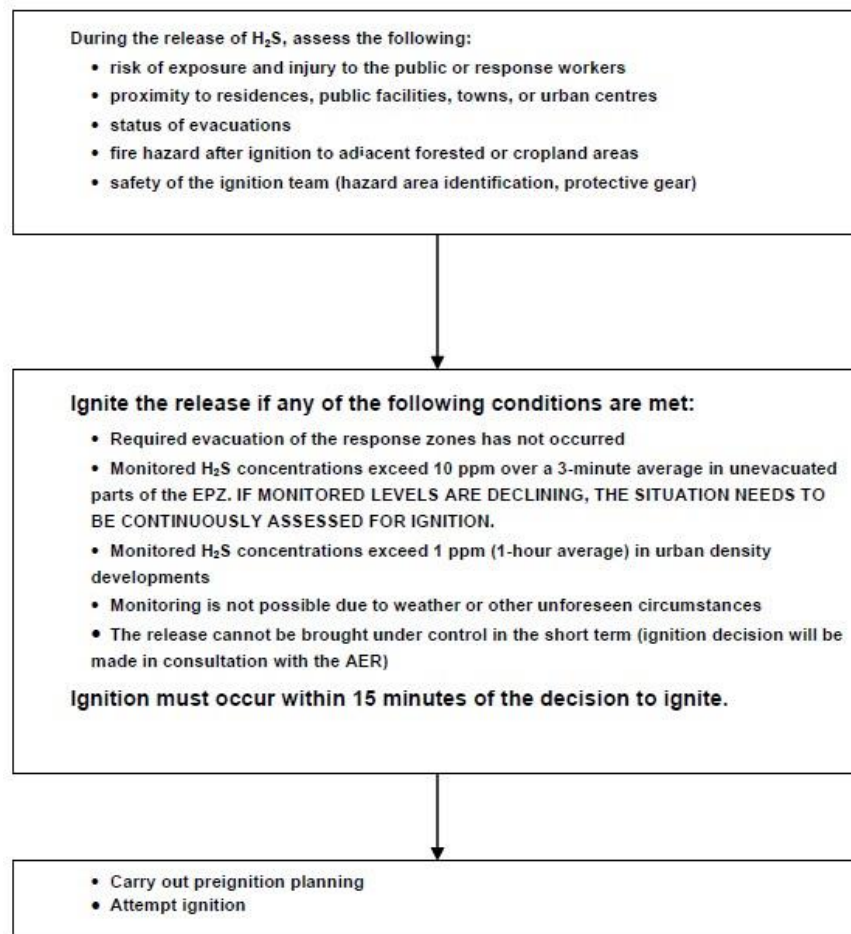 During the release of H₂S, assess the following:
• risk of exposure and injury to the public or response workers
• proximity to residences, public facilities, towns, or urban centres
• status of evacuations
• fire hazard after ignition to adjacent forested or cropland areas
• safety of the ignition team (hazard area identification, protective gear)
Ignite the release if any of the following conditions are met:
• Required evacuation of the response zones has not occurred
• Monitored H₂S concentrations exceed 10 ppm over a 3-minute average in unevacuated
parts of the EPZ. IF MONITORED LEVELS ARE DECLINING, THE SITUATION NEEDS TO
BE CONTINUOUSLY ASSESSED FOR IGNITION.
• Monitored H₂S concentrations exceed 1 ppm (1-hour average) in urban density
developments
• Monitoring is not possible due to weather or other unforeseen circumstances
• The release cannot be brought under control in the short term (ignition decision will be
made in consultation with the AER)
Ignition must occur within 15 minutes of the decision to ignite.
• Carry out preignition planning
• Attempt ignition